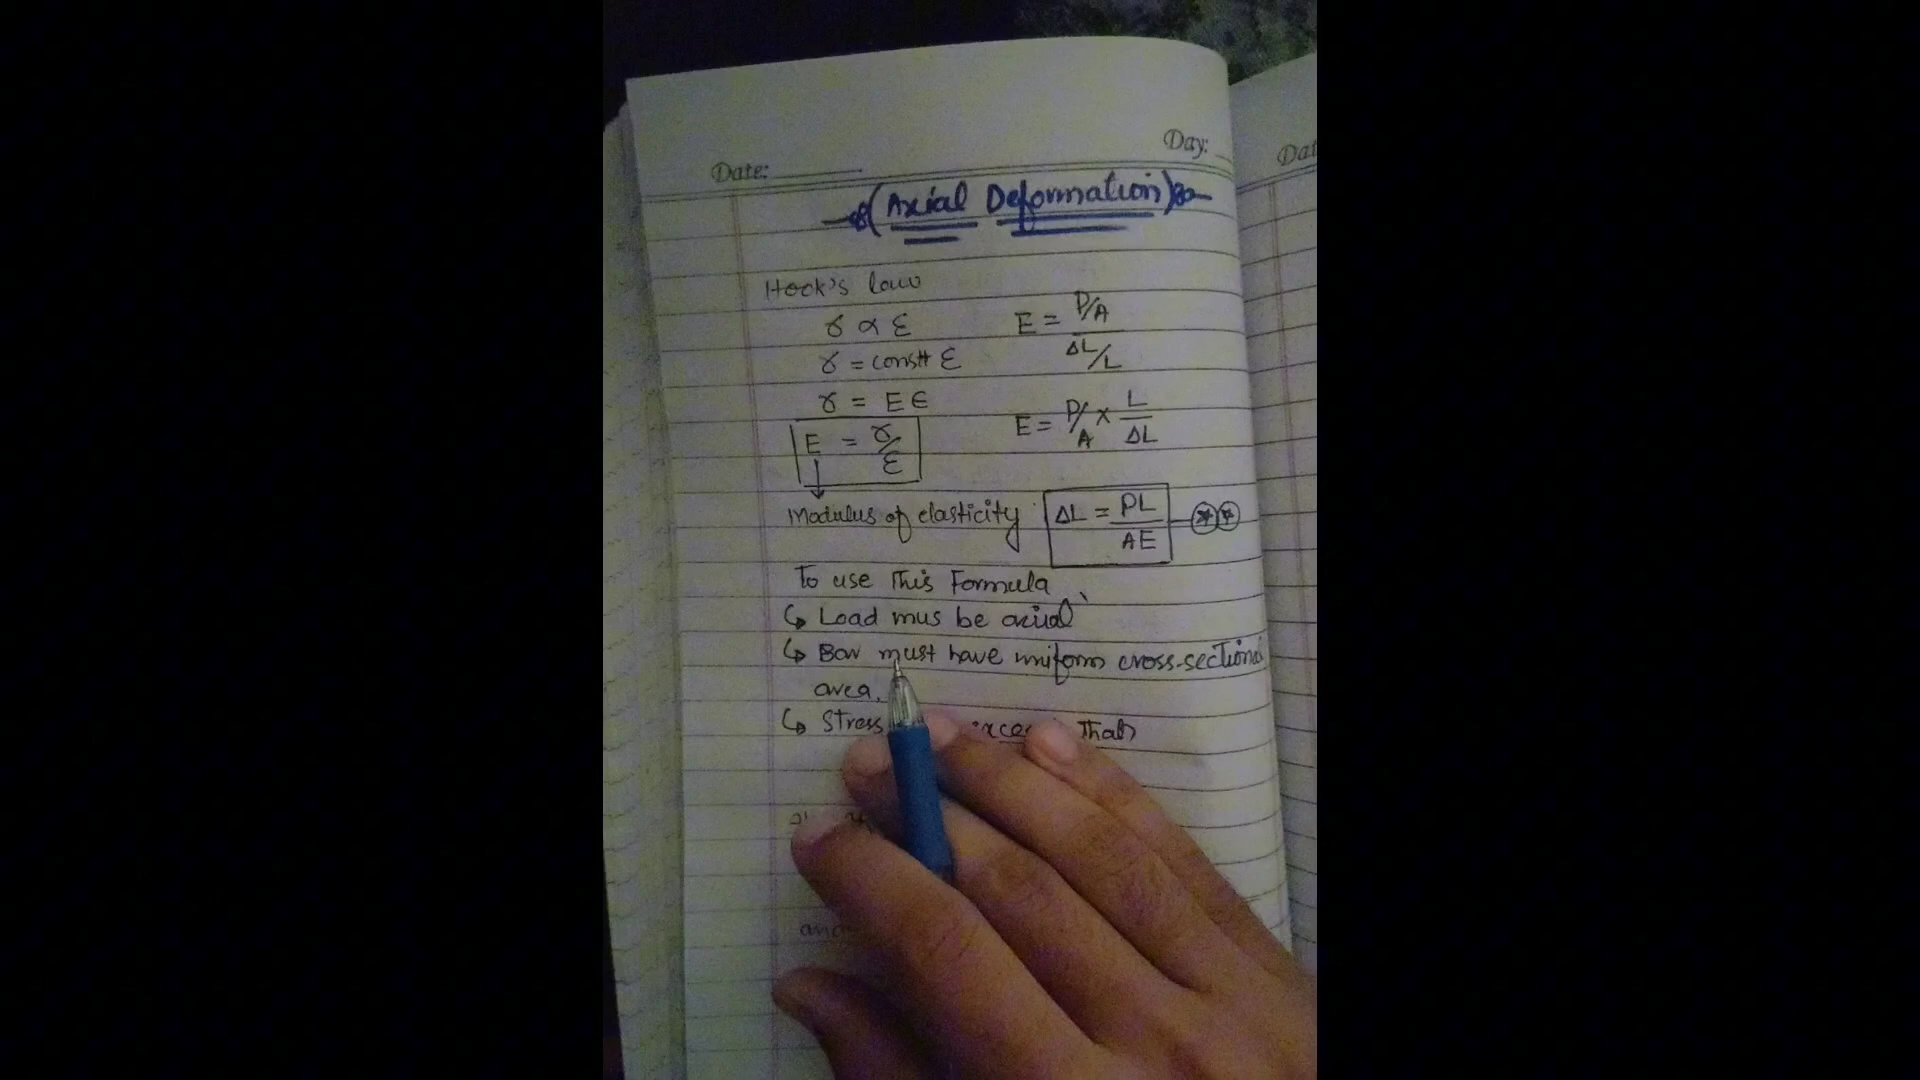 Day:
Date:
Dat
(Axial Deformation)
Hook's law
σ ∝ ε
σ = constt ε
σ = E ε
E = σ/ε
E = P/A / ΔL/L
E = P/A × L/ΔL
Modulus of elasticity
ΔL = PL/AE
To use This Formula
↳ Load mus be axial
↳ Bar must have uniform cross-sectional
area.
↳ Stress That